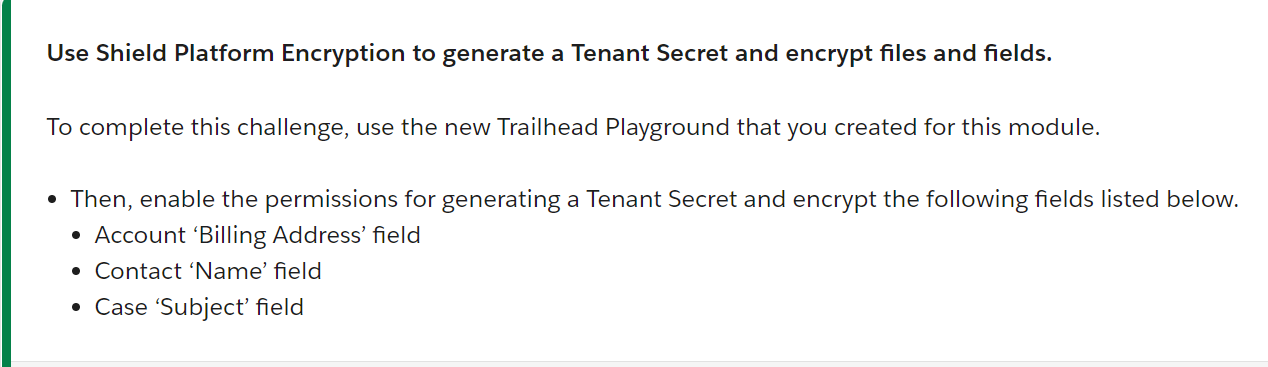 Use Shield Platform Encryption to generate a Tenant Secret and encrypt files and fields.
To complete this challenge, use the new Trailhead Playground that you created for this module.
• Then, enable the permissions for generating a Tenant Secret and encrypt the following fields listed below.
• Account ‘Billing Address’ field
• Contact ‘Name’ field
• Case ‘Subject’ field